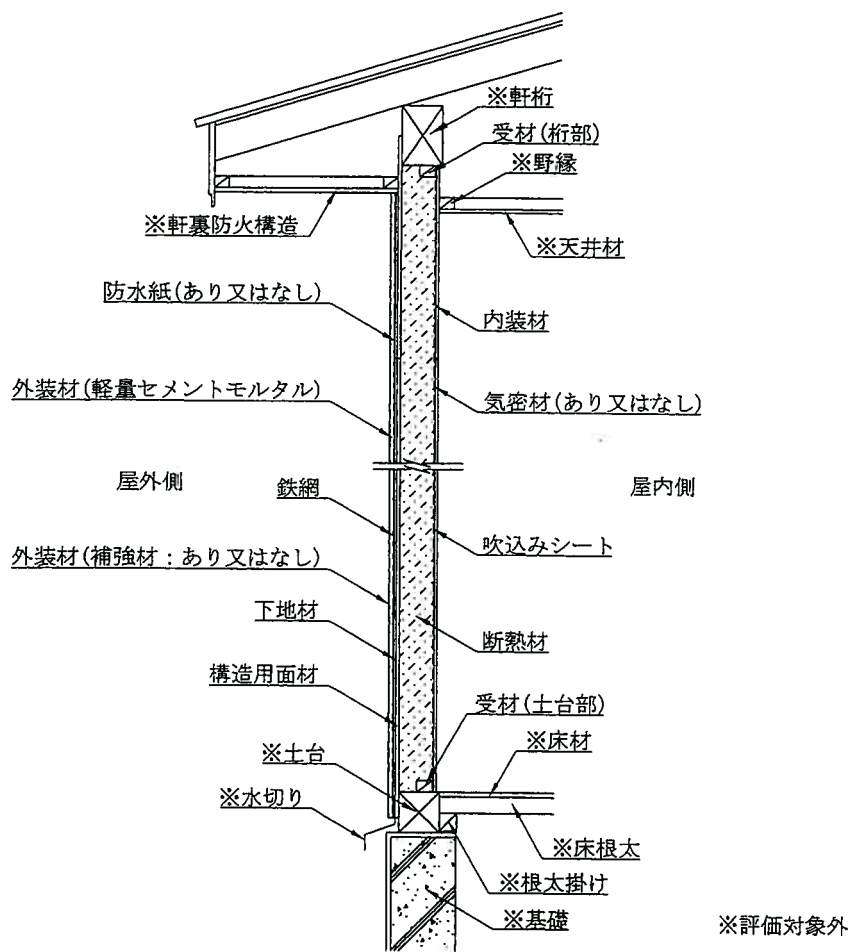 ※軒桁
受材(桁部)
※野縁
※軒裏防火構造
※天井材
防水紙(あり又はなし)
内装材
外装材(軽量セメントモルタル)
気密材(あり又はなし)
屋外側
鉄網
屋内側
外装材(補強材：あり又はなし)
吹込みシート
下地材
断熱材
構造用面材
受材(土台部)
※土台
※床材
※水切り
※床根太
※根太掛け
※基礎
※評価対象外